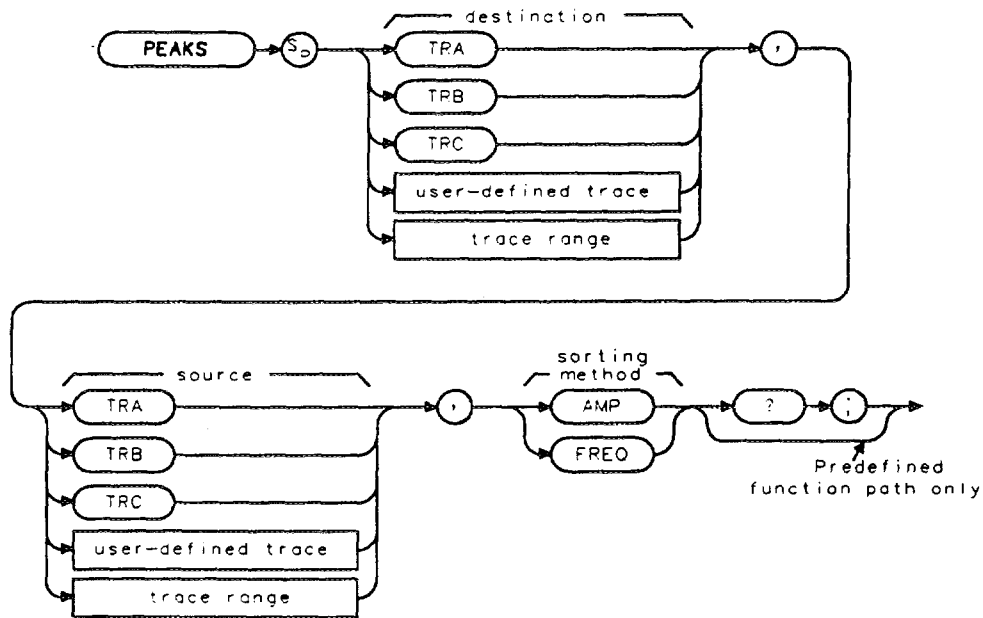 destination
PEAKS
Sp
TRA
,
TRB
TRC
user-defined trace
trace range
source
sorting
method
TRA
,
AMP
?
;
TRB
FREQ
TRC
Predefined
function path only
user-defined trace
trace range